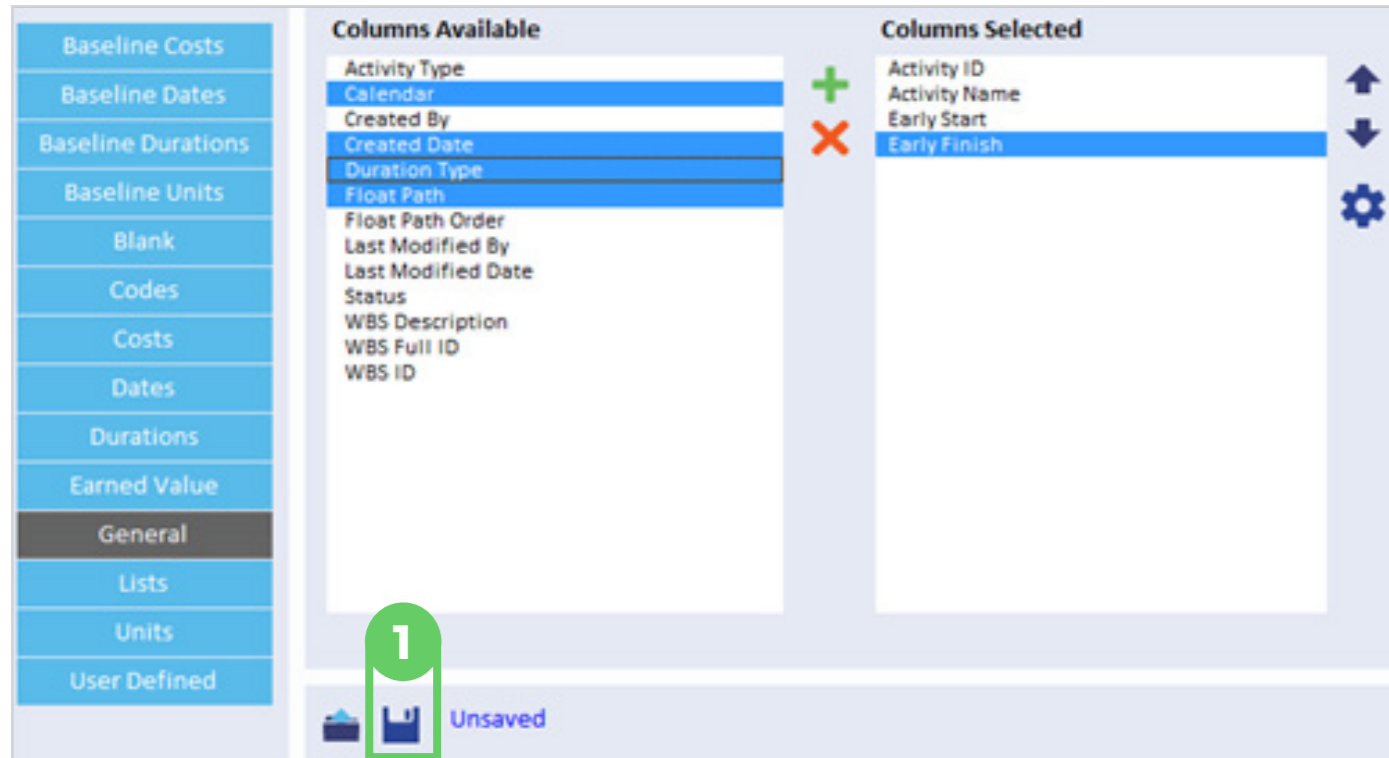 Baseline Costs
Baseline Dates
Baseline Durations
Baseline Units
Blank
Codes
Costs
Dates
Durations
Earned Value
General
Lists
Units
User Defined
Columns Available
Activity Type
Calendar
Created By
Created Date
Duration Type
Float Path
Float Path Order
Last Modified By
Last Modified Date
Status
WBS Description
WBS Full ID
WBS ID
Columns Selected
Activity ID
Activity Name
Early Start
Early Finish
1
Unsaved